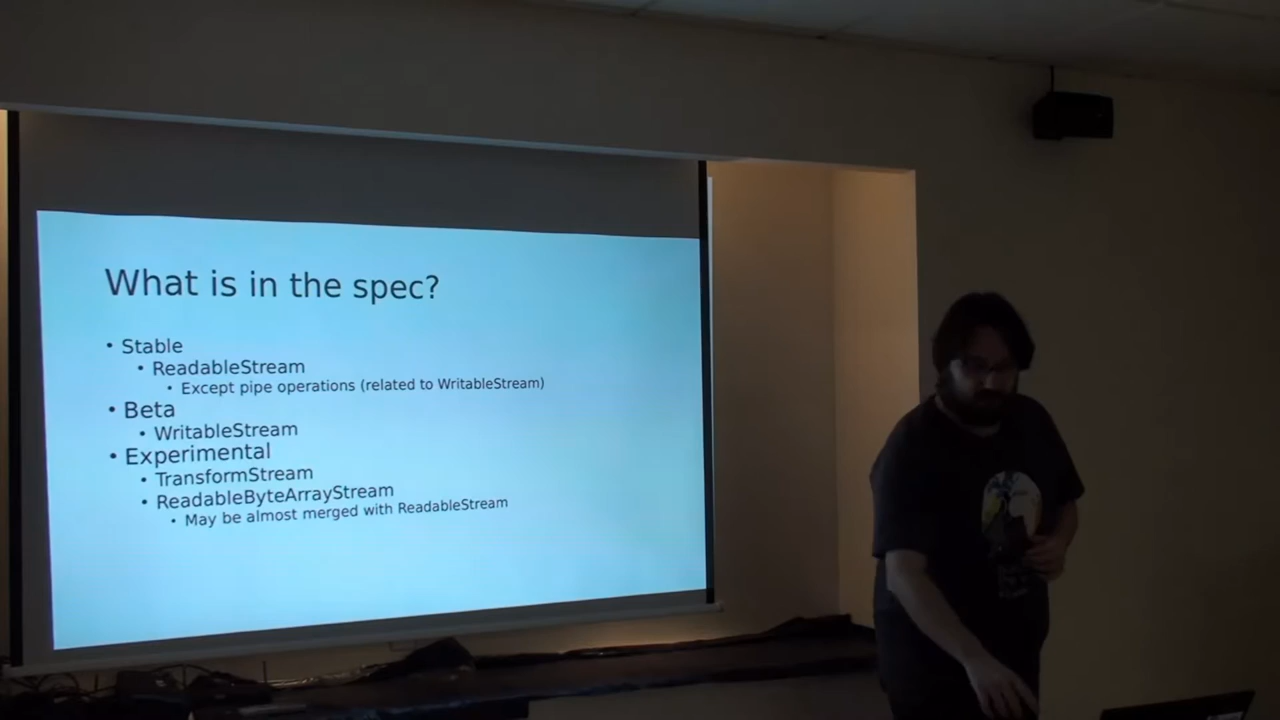 What is in the spec?
• Stable
• ReadableStream
• Except pipe operations (related to WritableStream)
• Beta
• WritableStream
• Experimental
• TransformStream
• ReadableByteArrayStream
• May be almost merged with ReadableStream